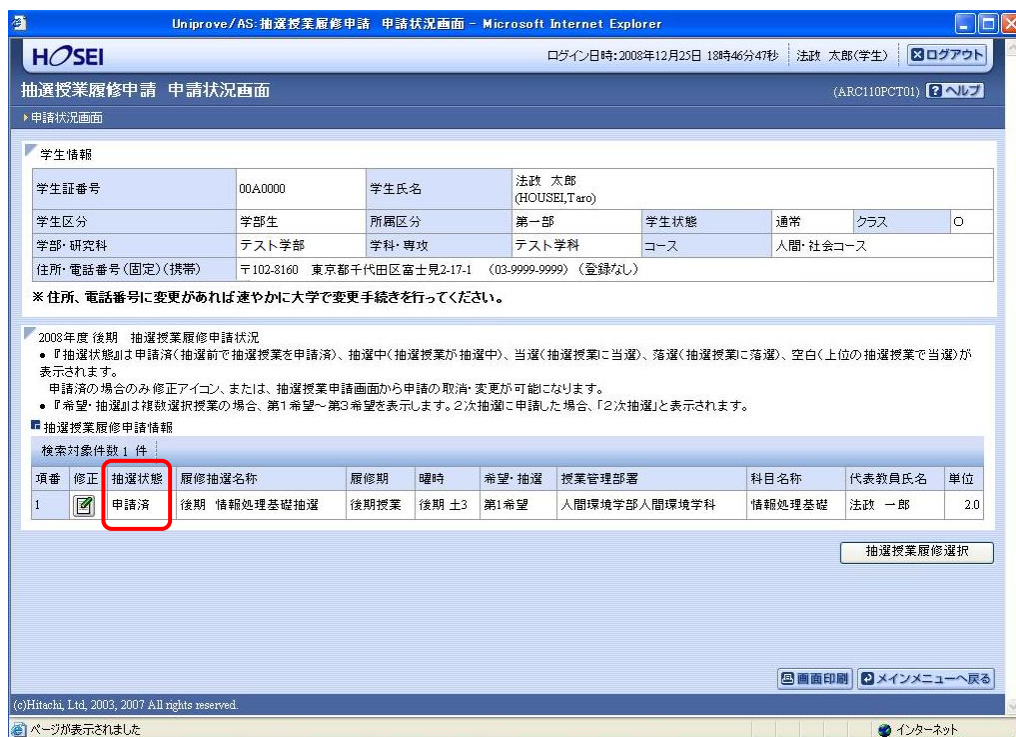 Uniprove/AS:抽選授業履修申請 申請状況画面 - Microsoft Internet Explorer
HOSEI
ログイン日時:2008年12月25日 18時46分47秒 法政 太郎(学生) ログアウト
抽選授業履修申請 申請状況画面 (ARC110PCT01) ? ヘルプ
申請状況画面
学生情報
学生証番号 00A0000 学生氏名 法政 太郎
(HOUSEI,Taro)
学生区分 学部生 所属区分 第一部 学生状態 通常 クラス O
学部・研究科 テスト学部 学科・専攻 テスト学科 コース 人間・社会コース
住所・電話番号(固定)(携帯) 〒102-8160 東京都千代田区富士見2-17-1 (03-9999-9999) (登録なし)
※住所、電話番号に変更があれば速やかに大学で変更手続きを行ってください。
2008年度 後期 抽選授業履修申請状況
● 『抽選状態』は申請済(抽選前で抽選授業を申請済)、抽選中(抽選授業が抽選中)、当選(抽選授業に当選)、落選(抽選授業に落選)、空白(上位の抽選授業で当選)が
表示されます。
申請済の場合のみ修正アイコン、または、抽選授業申請画面から申請の取消・変更が可能になります。
● 『希望・抽選』は複数選択授業の場合、第1希望～第3希望を表示します。2次抽選に申請した場合、「2次抽選」と表示されます。
抽選授業履修申請情報
検索対象件数 1 件
項番 修正 抽選状態 履修抽選名称 履修期 曜時 希望・抽選 授業管理部署 科目名称 代表教員氏名 単位
1 申請済 後期 情報処理基礎抽選 後期授業 後期 土3 第1希望 人間環境学部人間環境学科 情報処理基礎 法政 一郎 2.0
抽選授業履修選択
画面印刷 メインメニューへ戻る
(c)Hitachi, Ltd, 2003, 2007 All rights reserved.
ページが表示されました インターネット